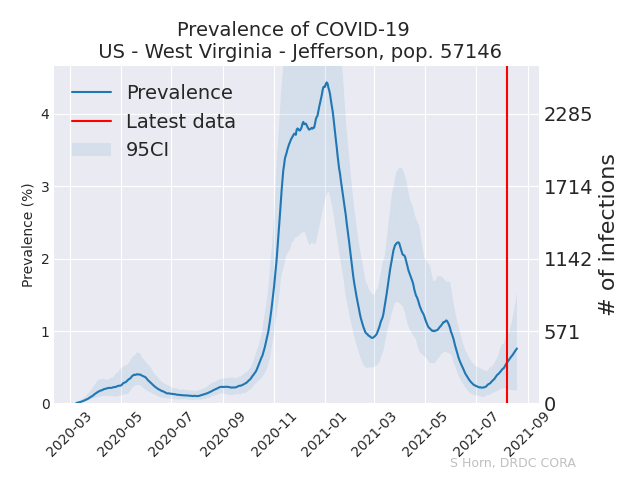 Prevalence of COVID-19
US - West Virginia - Jefferson, pop. 57146
Prevalence
Latest data
95CI
Prevalence (%)
4
3
2
1
0
2285
1714
1142
571
0
# of infections
2020-03
2020-05
2020-07
2020-09
2020-11
2021-01
2021-03
2021-05
2021-07
2021-09
S Horn, DRDC CORA